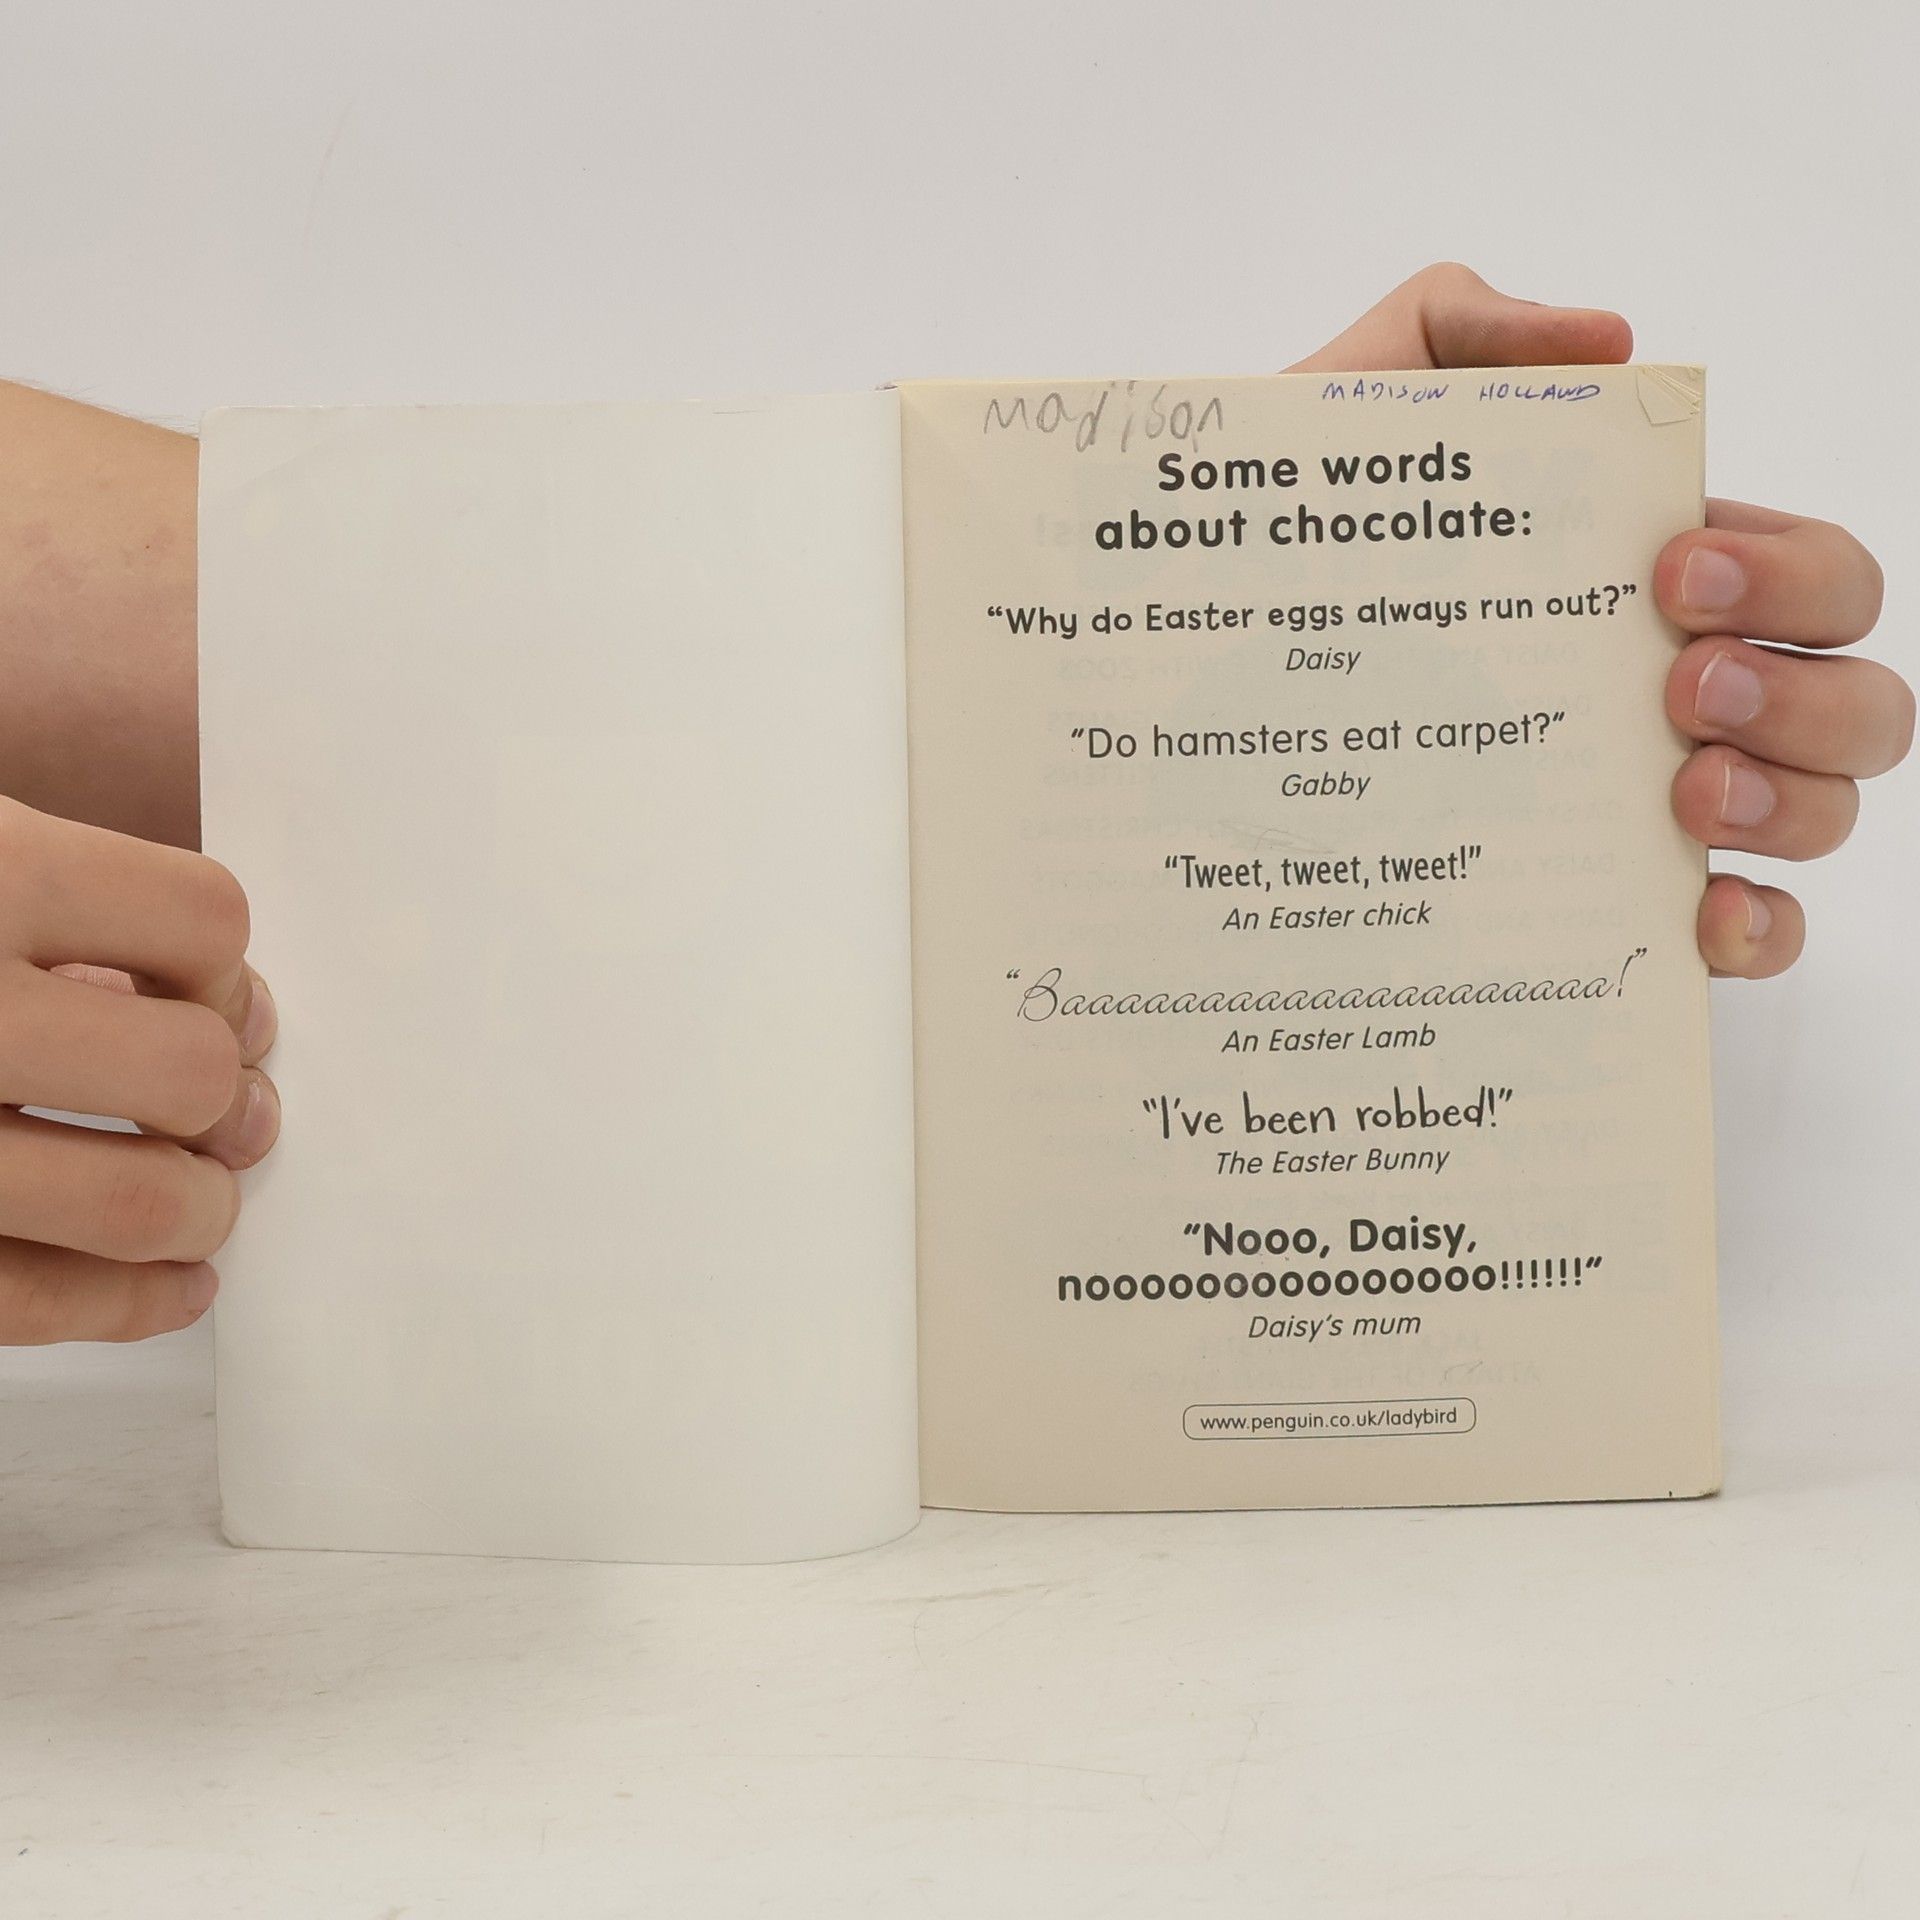 Madison
MADISON HOLLAND
Some words
about chocolate:
“Why do Easter eggs always run out?”
Daisy
“Do hamsters eat carpet?”
Gabby
“Tweet, tweet, tweet!”
An Easter chick
“Baaaaaaaaaaaaaaaaaaaa!”
An Easter Lamb
“I’ve been robbed!”
The Easter Bunny
“Nooo, Daisy,
nooooooooooooooo!!!!!!”
Daisy’s mum
www.penguin.co.uk/ladybird